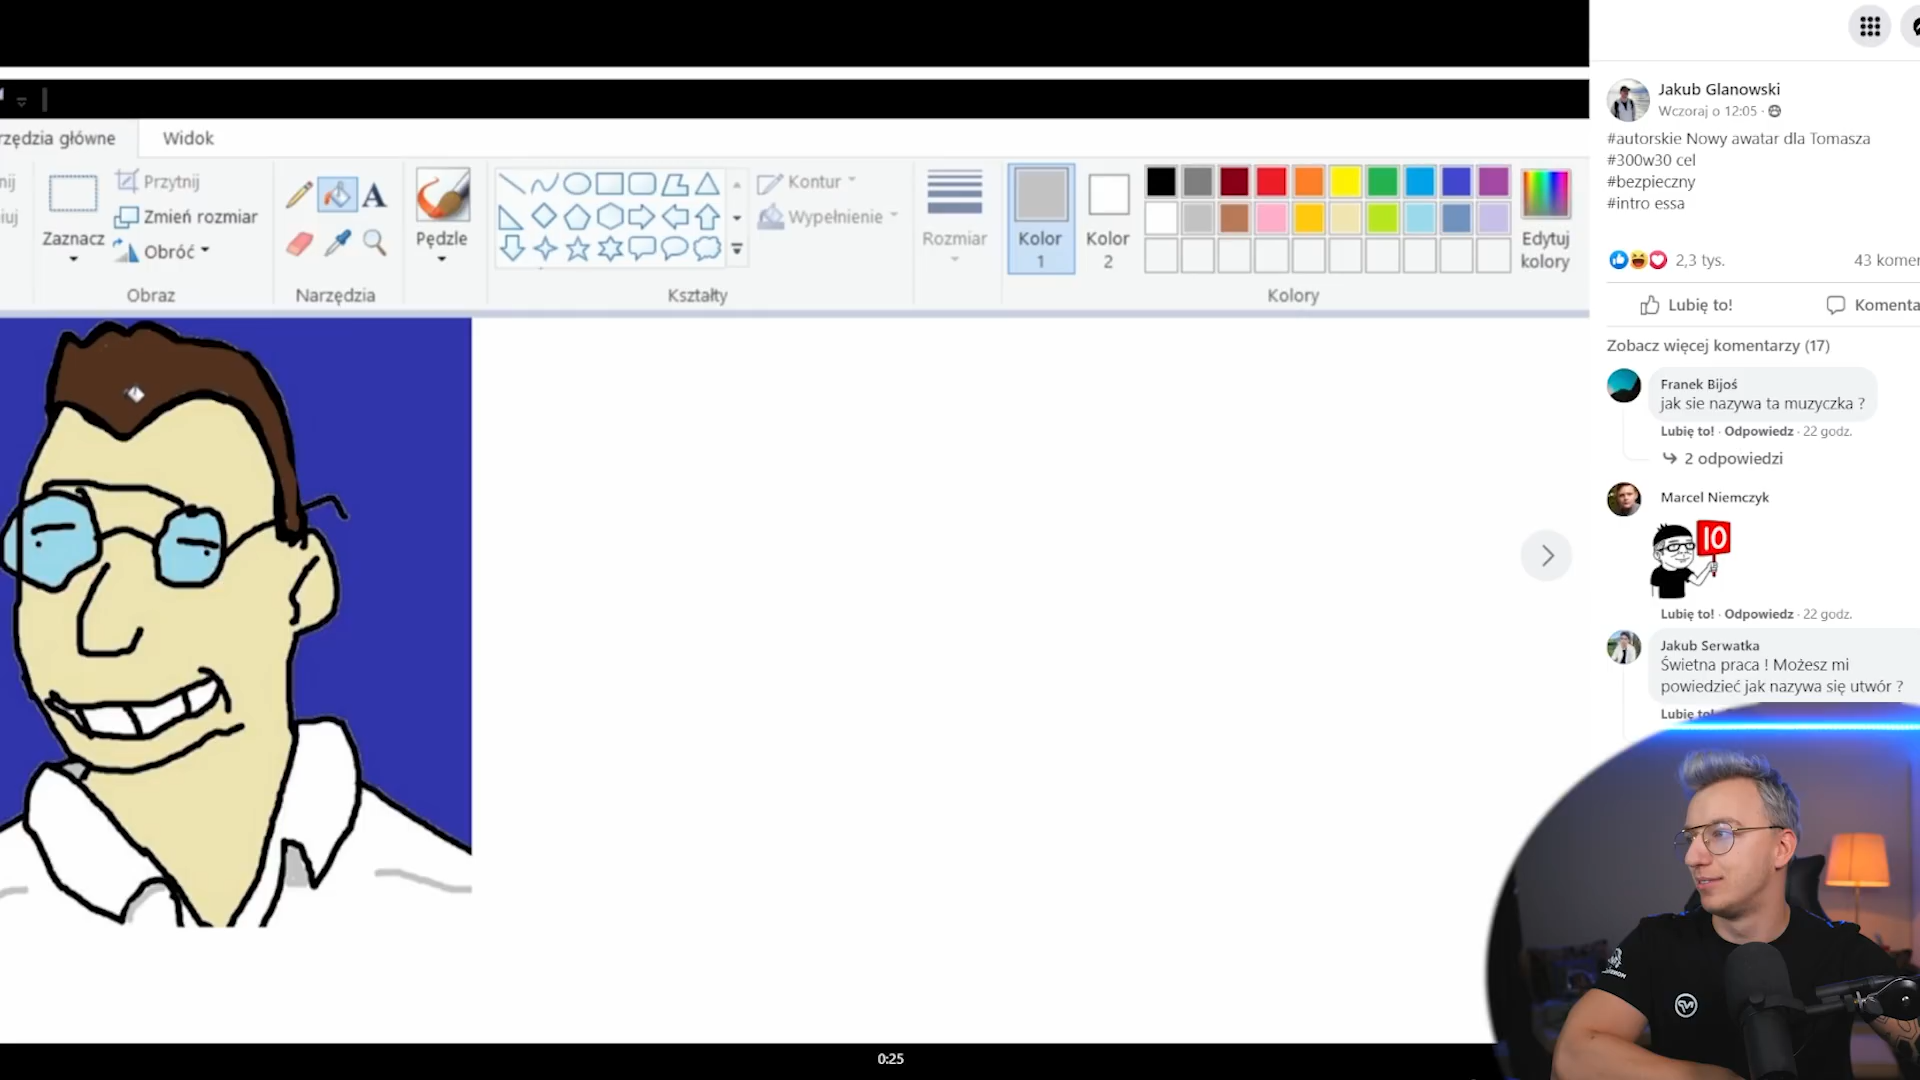 rzędzia główne
Widok
Zaznacz
Przytnij
Zmień rozmiar
Obróć
Obraz
A
Narzędzia
Pędzle
Kształty
Kontur
Wypełnienie
Rozmiar
Kolor
1
Kolor
2
Kolory
Edytuj
kolory
0:25
Jakub Glanowski
Wczoraj o 12:05
#autorskie Nowy awatar dla Tomasza
#300w30 cel
#bezpieczny
#intro essa
2,3 tys.
43 komen
Lubię to!
Komenta
Zobacz więcej komentarzy (17)
Franek Bijoś
jak sie nazywa ta muzyczka ?
Lubię to! · Odpowiedz · 22 godz.
2 odpowiedzi
Marcel Niemczyk
10
Lubię to! · Odpowiedz · 22 godz.
Jakub Serwatka
Świetna praca ! Możesz mi
powiedzieć jak nazywa się utwór ?
Lubię to!